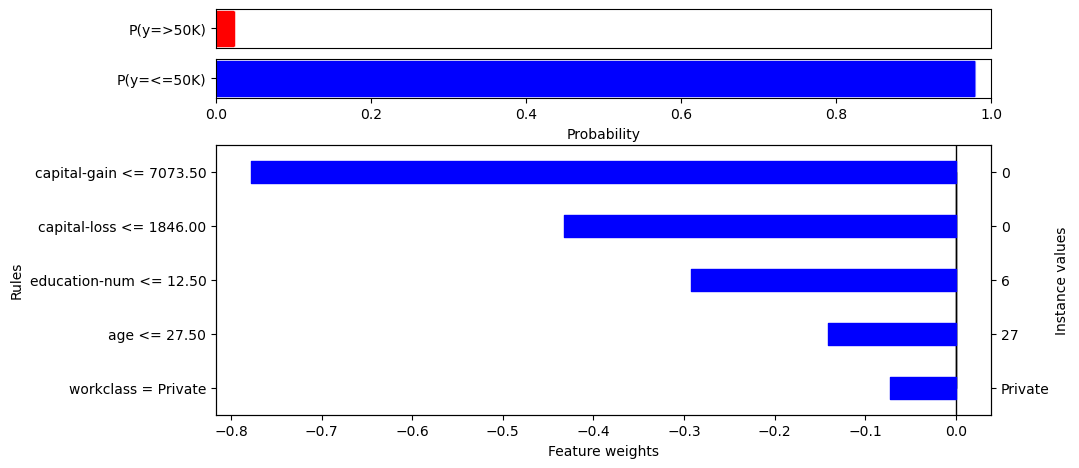 P(y=>50K)
P(y=<=50K)
0.0 0.2 0.4 0.6 0.8 1.0
Probability
capital-gain <= 7073.50 0
capital-loss <= 1846.00 0
education-num <= 12.50 6
age <= 27.50 27
workclass = Private Private
Rules
Instance values
−0.8 −0.7 −0.6 −0.5 −0.4 −0.3 −0.2 −0.1 0.0
Feature weights